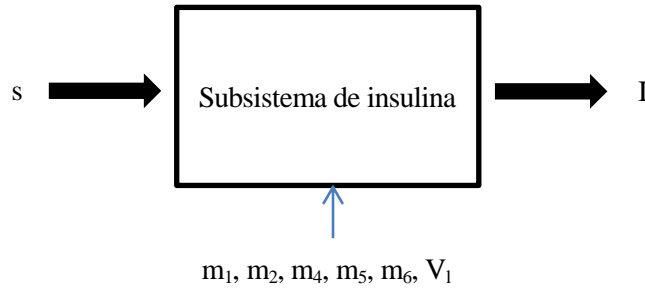 s
Subsistema de insulina
I
m₁, m₂, m₄, m₅, m₆, V₁